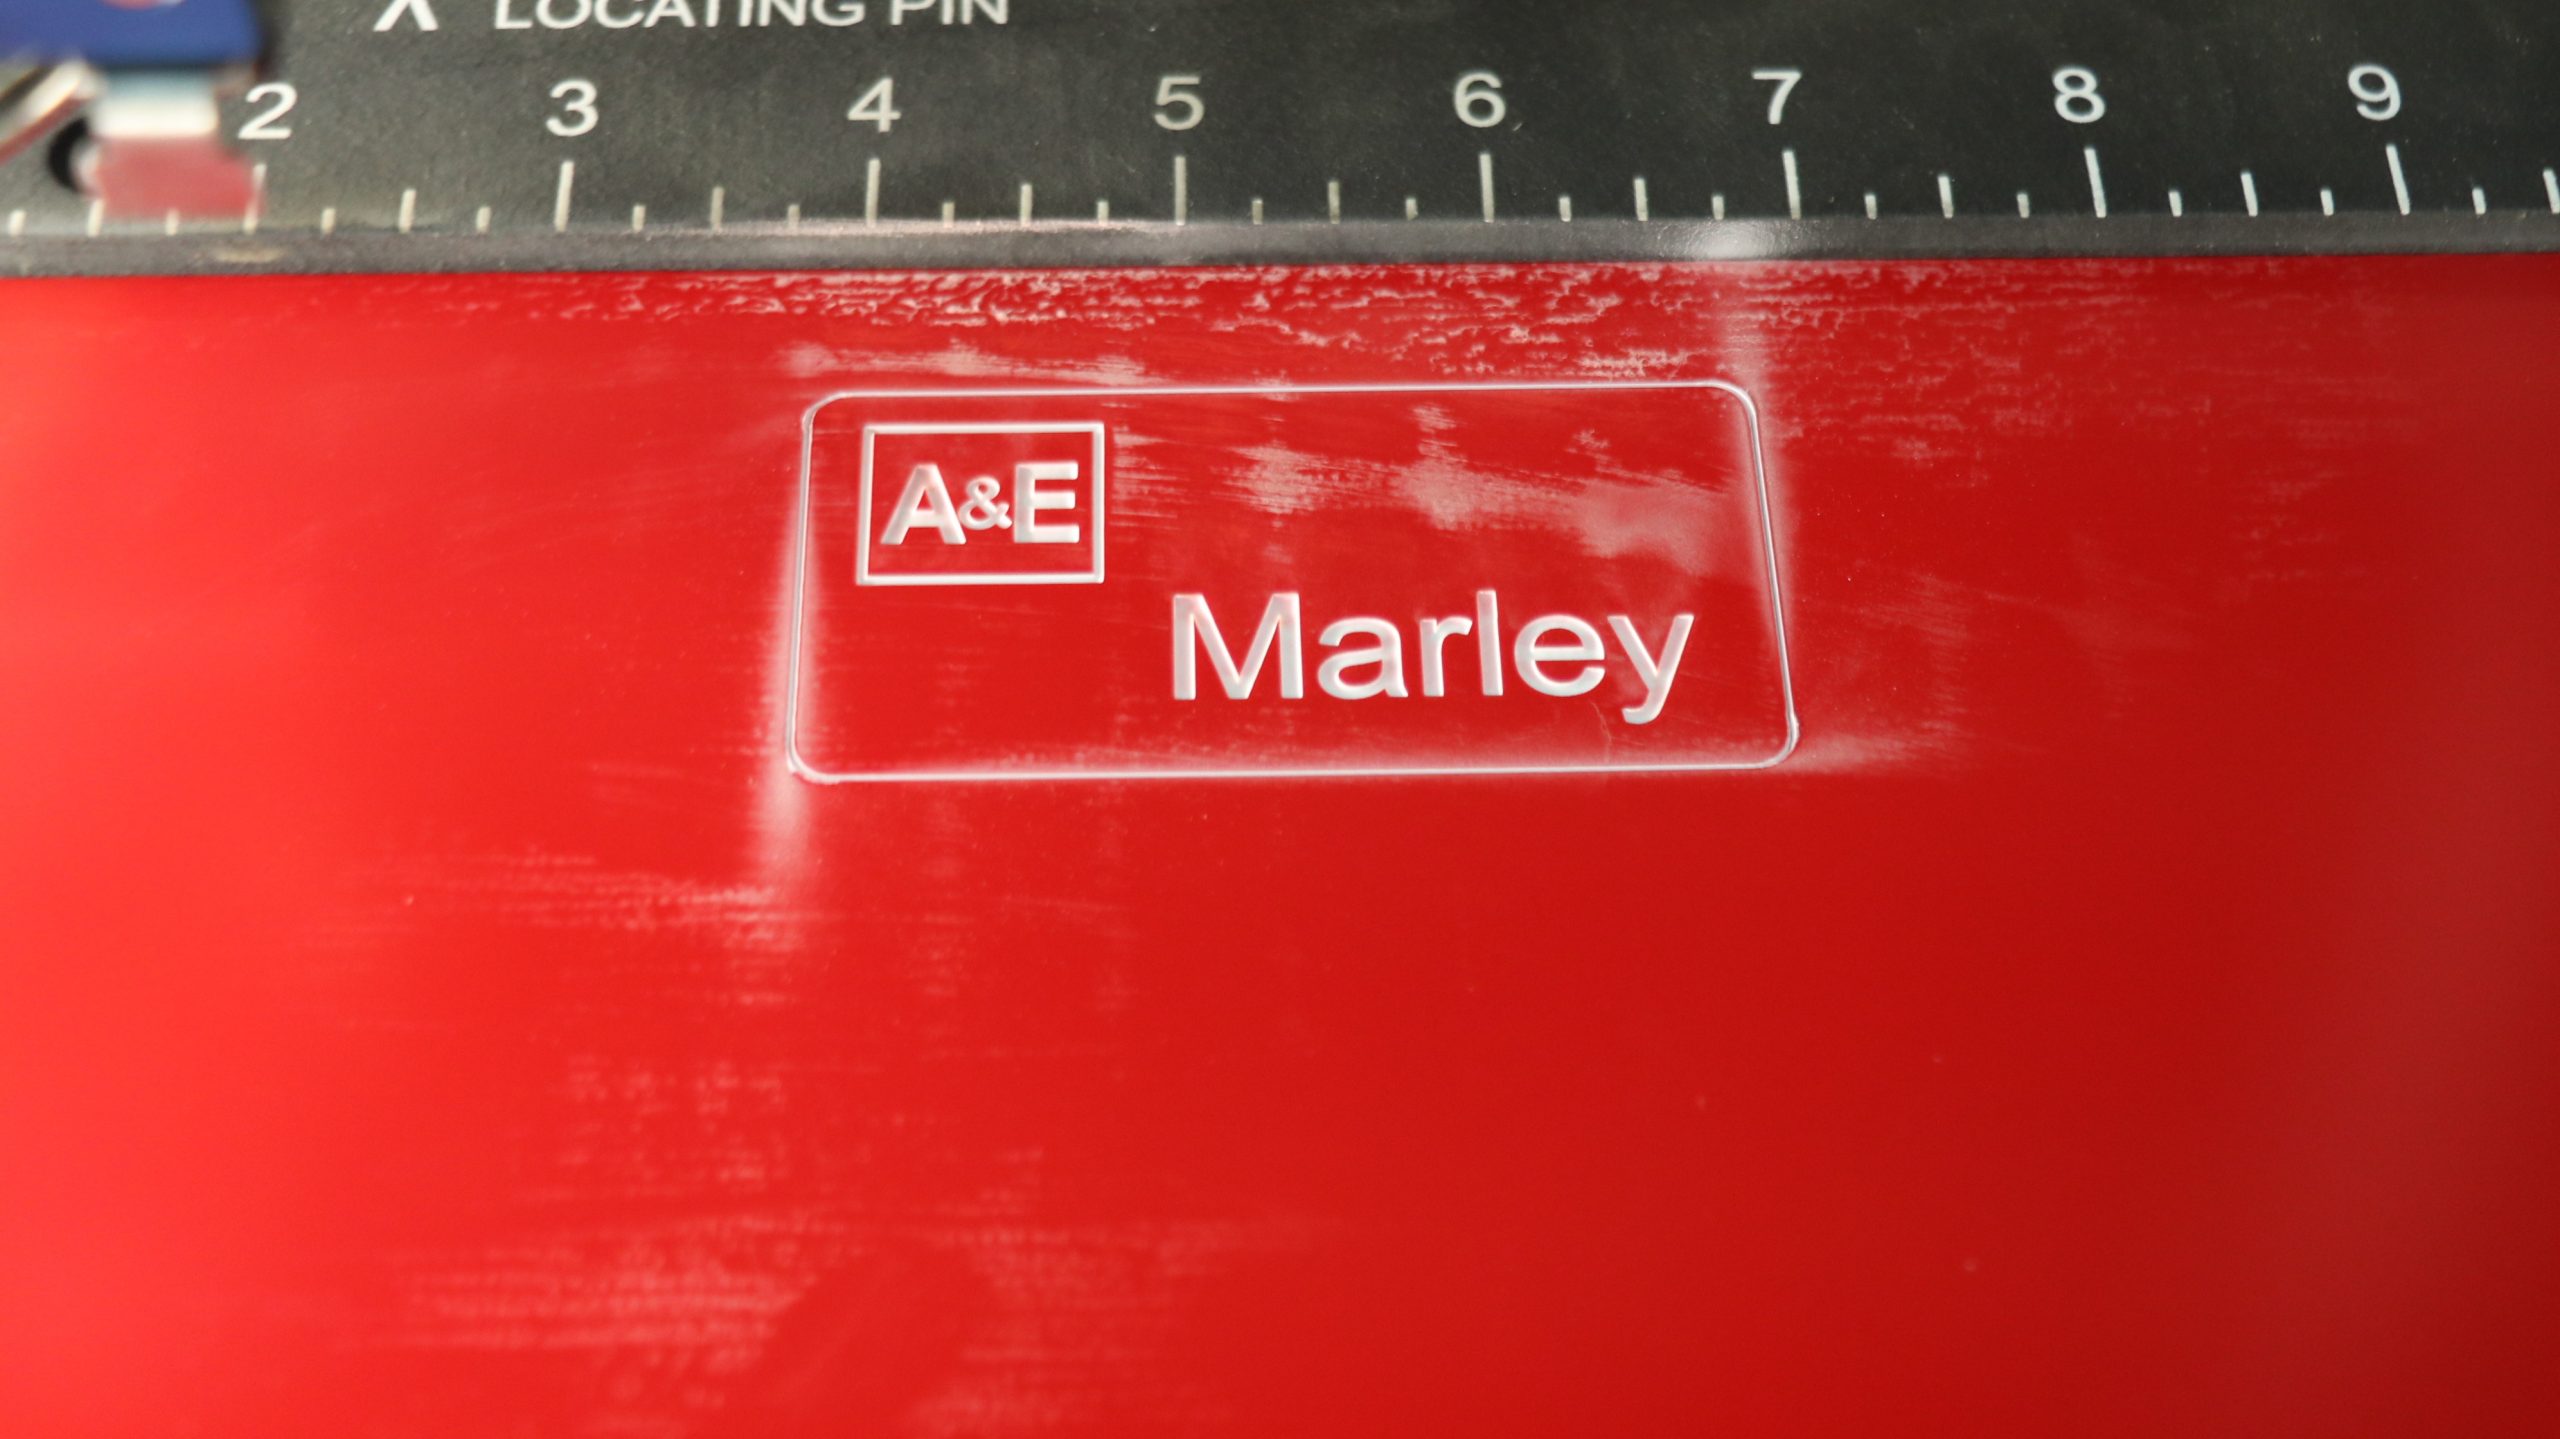 X LOCATING PIN
2 3 4 5 6 7 8 9
A&E
Marley